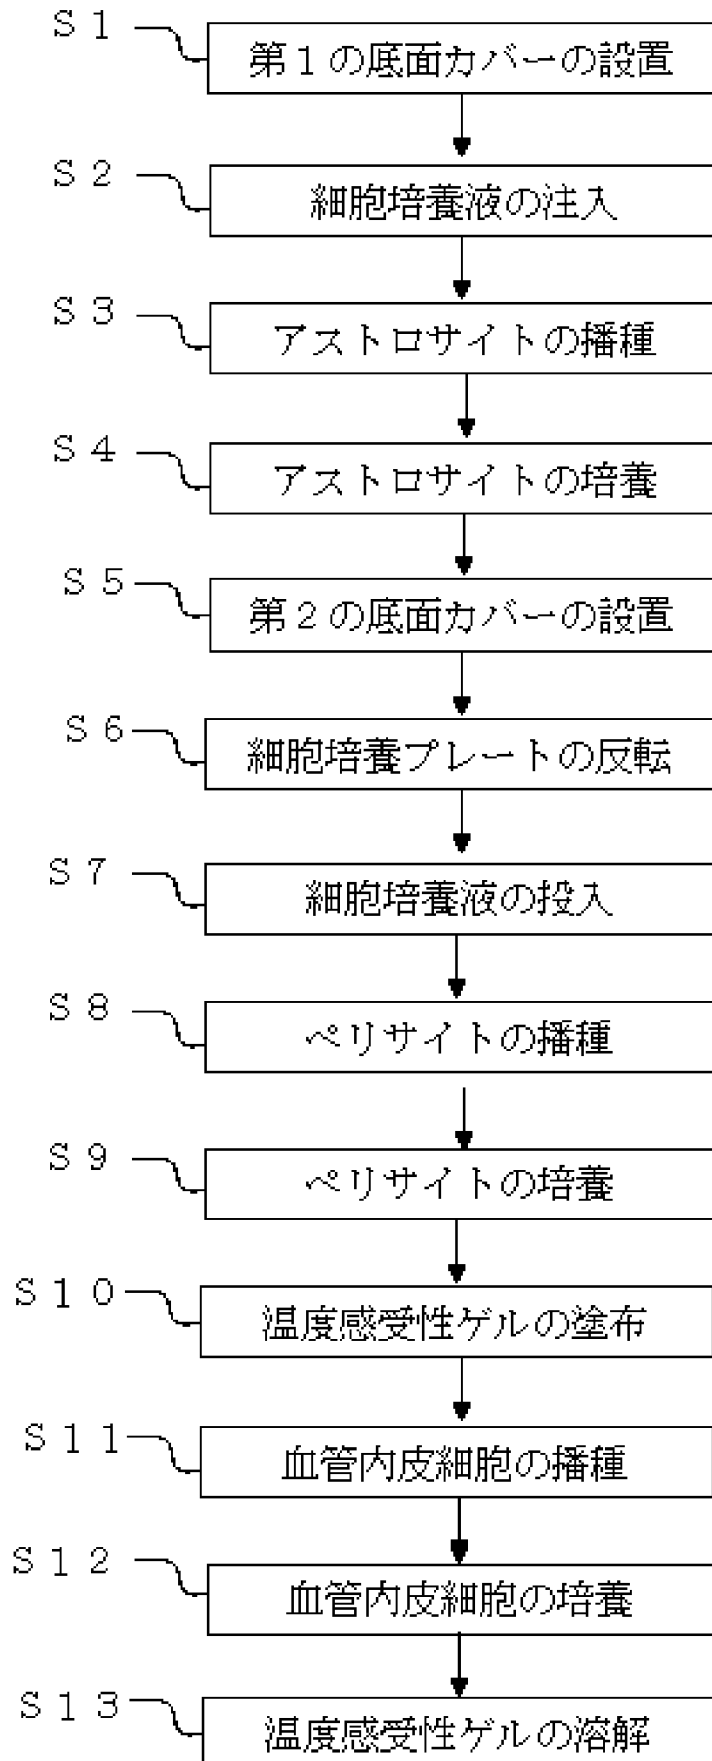 Ｓ１ 第１の底面カバーの設置
Ｓ２ 細胞培養液の注入
Ｓ３ アストロサイトの播種
Ｓ４ アストロサイトの培養
Ｓ５ 第２の底面カバーの設置
Ｓ６ 細胞培養プレートの反転
Ｓ７ 細胞培養液の投入
Ｓ８ ペリサイトの播種
Ｓ９ ペリサイトの培養
Ｓ１０ 温度感受性ゲルの塗布
Ｓ１１ 血管内皮細胞の播種
Ｓ１２ 血管内皮細胞の培養
Ｓ１３ 温度感受性ゲルの溶解